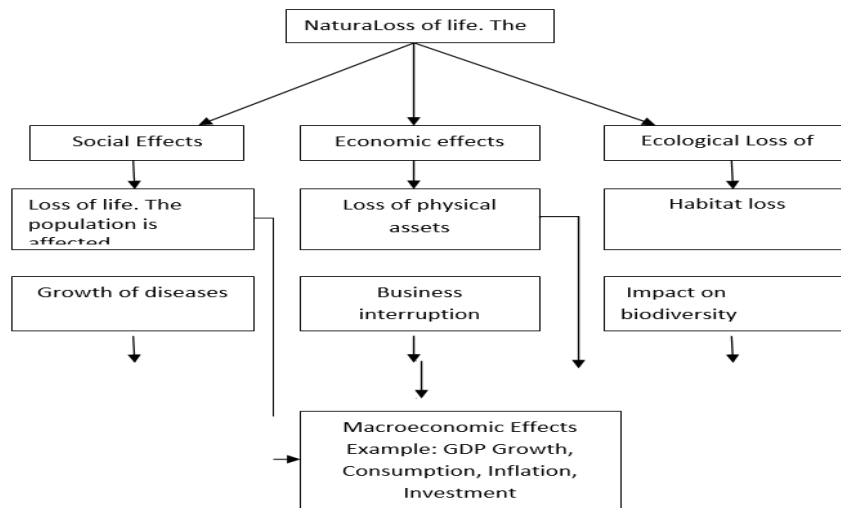 NaturaLoss of life. The
Social Effects
Economic effects
Ecological Loss of
Loss of life. The
population is
affected
Loss of physical
assets
Habitat loss
Growth of diseases
Business
interruption
Impact on
biodiversity
Macroeconomic Effects
Example: GDP Growth,
Consumption, Inflation,
Investment